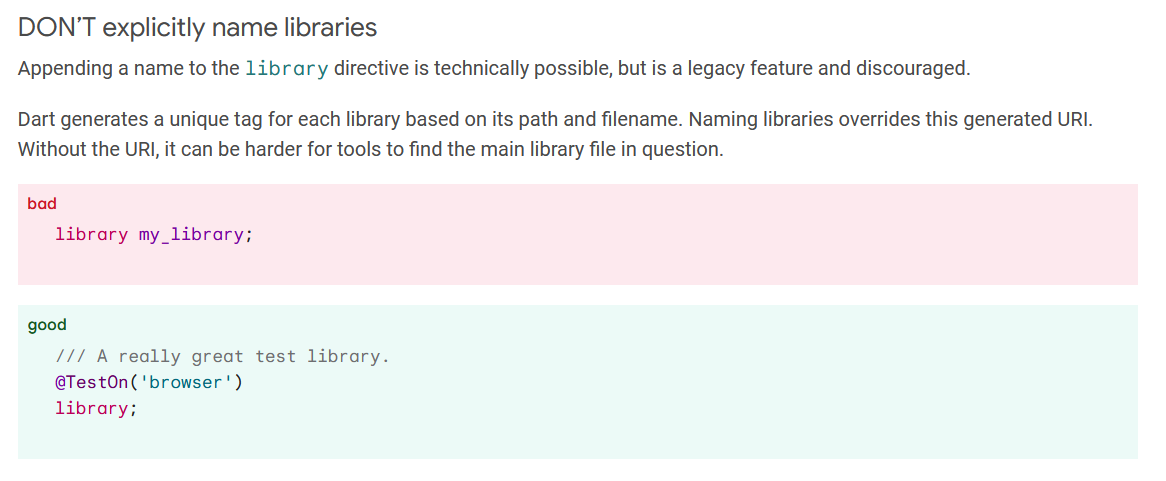 DON’T explicitly name libraries
Appending a name to the library directive is technically possible, but is a legacy feature and discouraged.
Dart generates a unique tag for each library based on its path and filename. Naming libraries overrides this generated URI.
Without the URI, it can be harder for tools to find the main library file in question.
bad
library my_library;
good
/// A really great test library.
@TestOn('browser')
library;